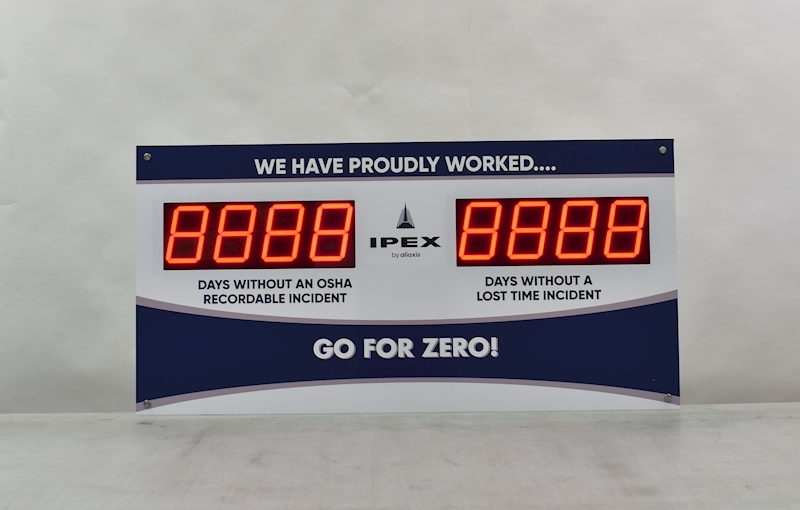 WE HAVE PROUDLY WORKED....
8888
DAYS WITHOUT AN OSHA
RECORDABLE INCIDENT
IPEX
by aliaxis
8888
DAYS WITHOUT A
LOST TIME INCIDENT
GO FOR ZERO!